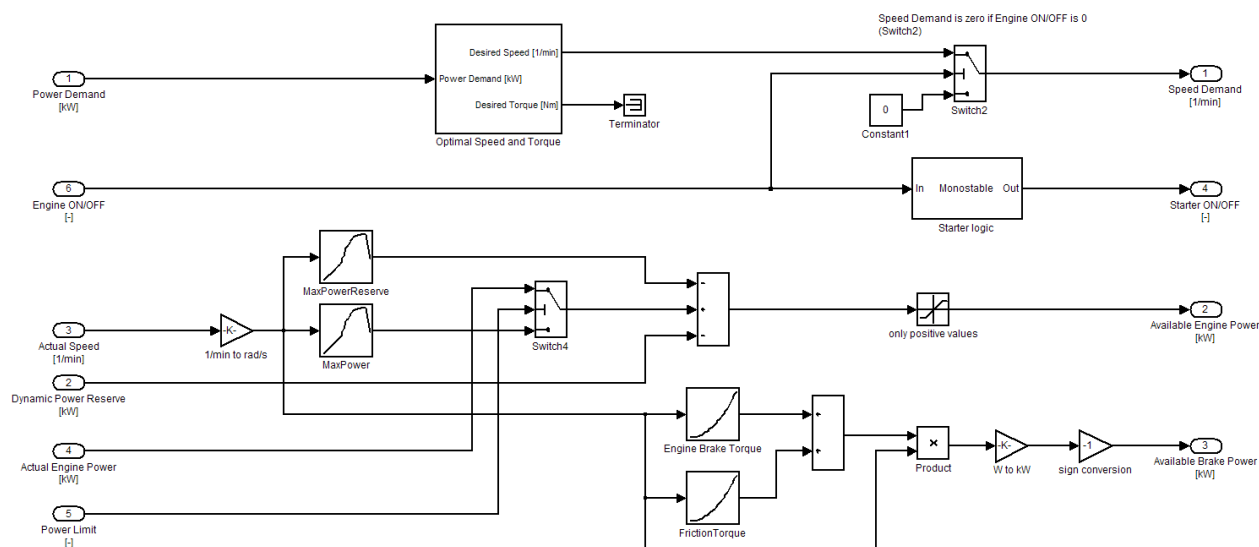 Speed Demand is zero if Engine ON/OFF is 0
(Switch2)
1
Power Demand
[kW]
Desired Speed [1/min]
Power Demand [kW]
Desired Torque [Nm]
Optimal Speed and Torque
Terminator
0
Constant1
Switch2
1
Speed Demand
[1/min]
6
Engine ON/OFF
[-]
In
Monostable
Out
Starter logic
4
Starter ON/OFF
[-]
MaxPowerReserve
3
Actual Speed
[1/min]
-K-
1/min to rad/s
MaxPower
Switch4
-
+
-
only positive values
2
Available Engine Power
[kW]
2
Dynamic Power Reserve
[kW]
4
Actual Engine Power
[kW]
5
Power Limit
[-]
Engine Brake Torque
FrictionTorque
+
+
×
Product
-K-
W to kW
-1
sign conversion
3
Available Brake Power
[kW]